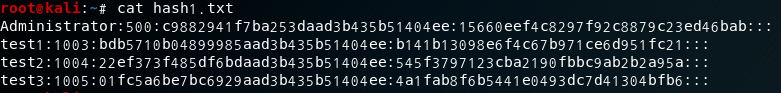 root@kali:~# cat hash1.txt
Administrator:500:c9882941f7ba253daad3b435b51404ee:15660eef4c8297f92c8879c23ed46bab:::
test1:1003:bdb5710b04899985aad3b435b51404ee:b141b13098e6f4c67b971ce6d951fc21:::
test2:1004:22ef373f485df6bdaad3b435b51404ee:545f3797123cba2190fbbc9ab2b2a95a:::
test3:1005:01fc5a6be7bc6929aad3b435b51404ee:4a1fab8f6b5441e0493dc7d41304bfb6:::